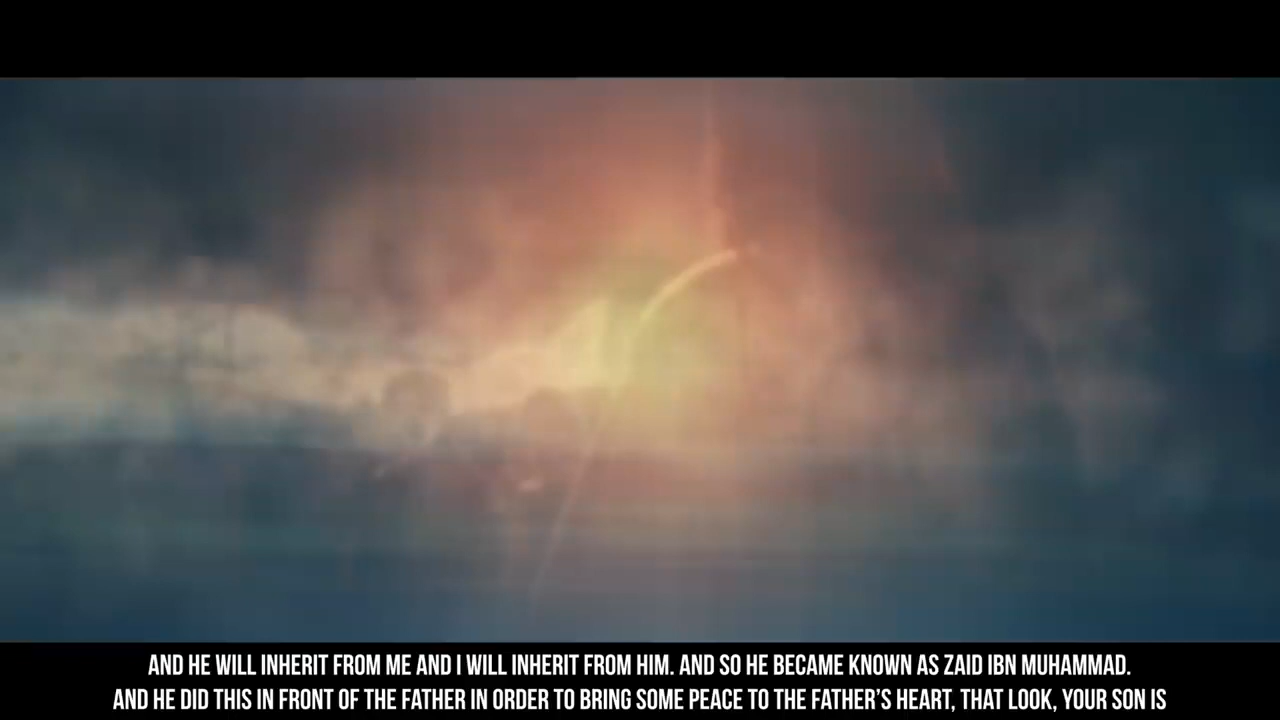 AND HE WILL INHERIT FROM ME AND I WILL INHERIT FROM HIM. AND SO HE BECAME KNOWN AS ZAID IBN MUHAMMAD.
AND HE DID THIS IN FRONT OF THE FATHER IN ORDER TO BRING SOME PEACE TO THE FATHER’S HEART, THAT LOOK, YOUR SON IS